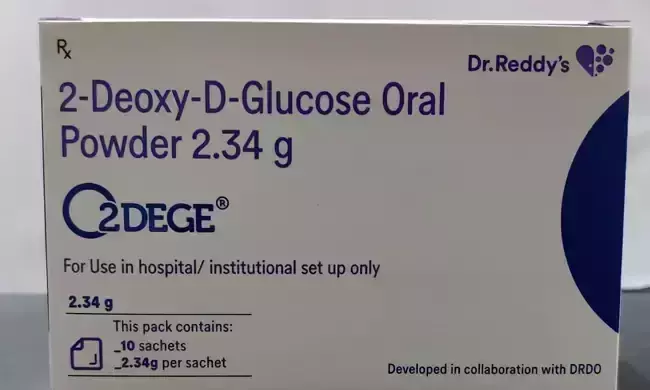 Rx
Dr.Reddy's
2-Deoxy-D-Glucose Oral
Powder 2.34 g
2DEGE®
For Use in hospital/ institutional set up only
2.34 g
This pack contains:
_10 sachets
_2.34g per sachet
Developed in collaboration with DRDO